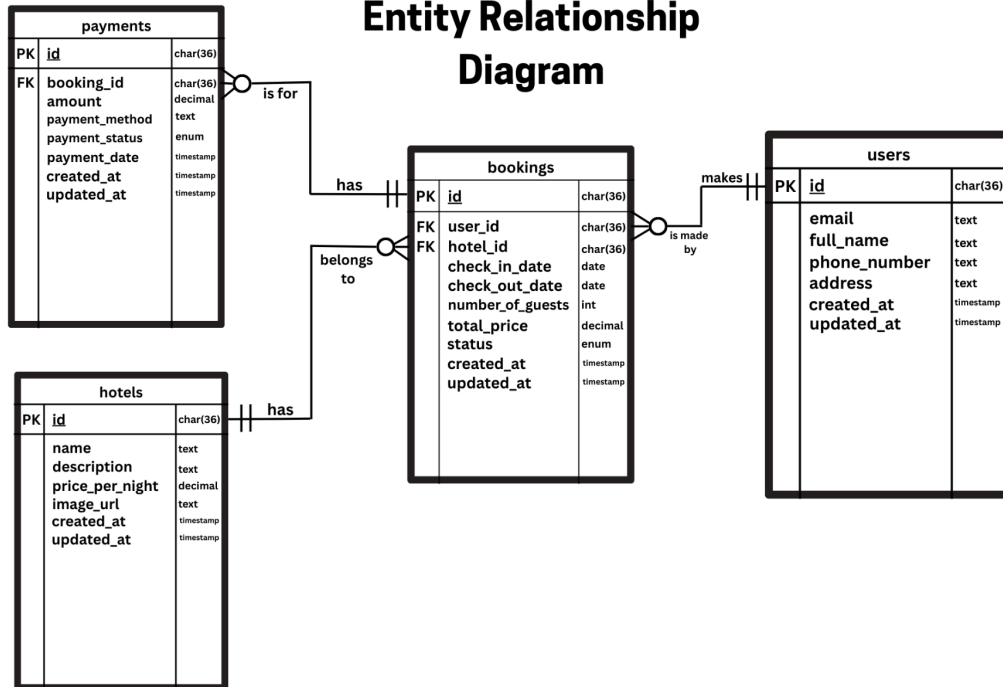 Entity Relationship
Diagram
payments
PK id char(36)
FK booking_id char(36)
amount decimal
payment_method text
payment_status enum
payment_date timestamp
created_at timestamp
updated_at timestamp
is for
has
bookings
PK id char(36)
FK user_id char(36)
FK hotel_id char(36)
check_in_date date
check_out_date date
number_of_guests int
total_price decimal
status enum
created_at timestamp
updated_at timestamp
makes
is made
by
users
PK id char(36)
email text
full_name text
phone_number text
address text
created_at timestamp
updated_at timestamp
belongs
to
has
hotels
PK id char(36)
name text
description text
price_per_night decimal
image_url text
created_at timestamp
updated_at timestamp